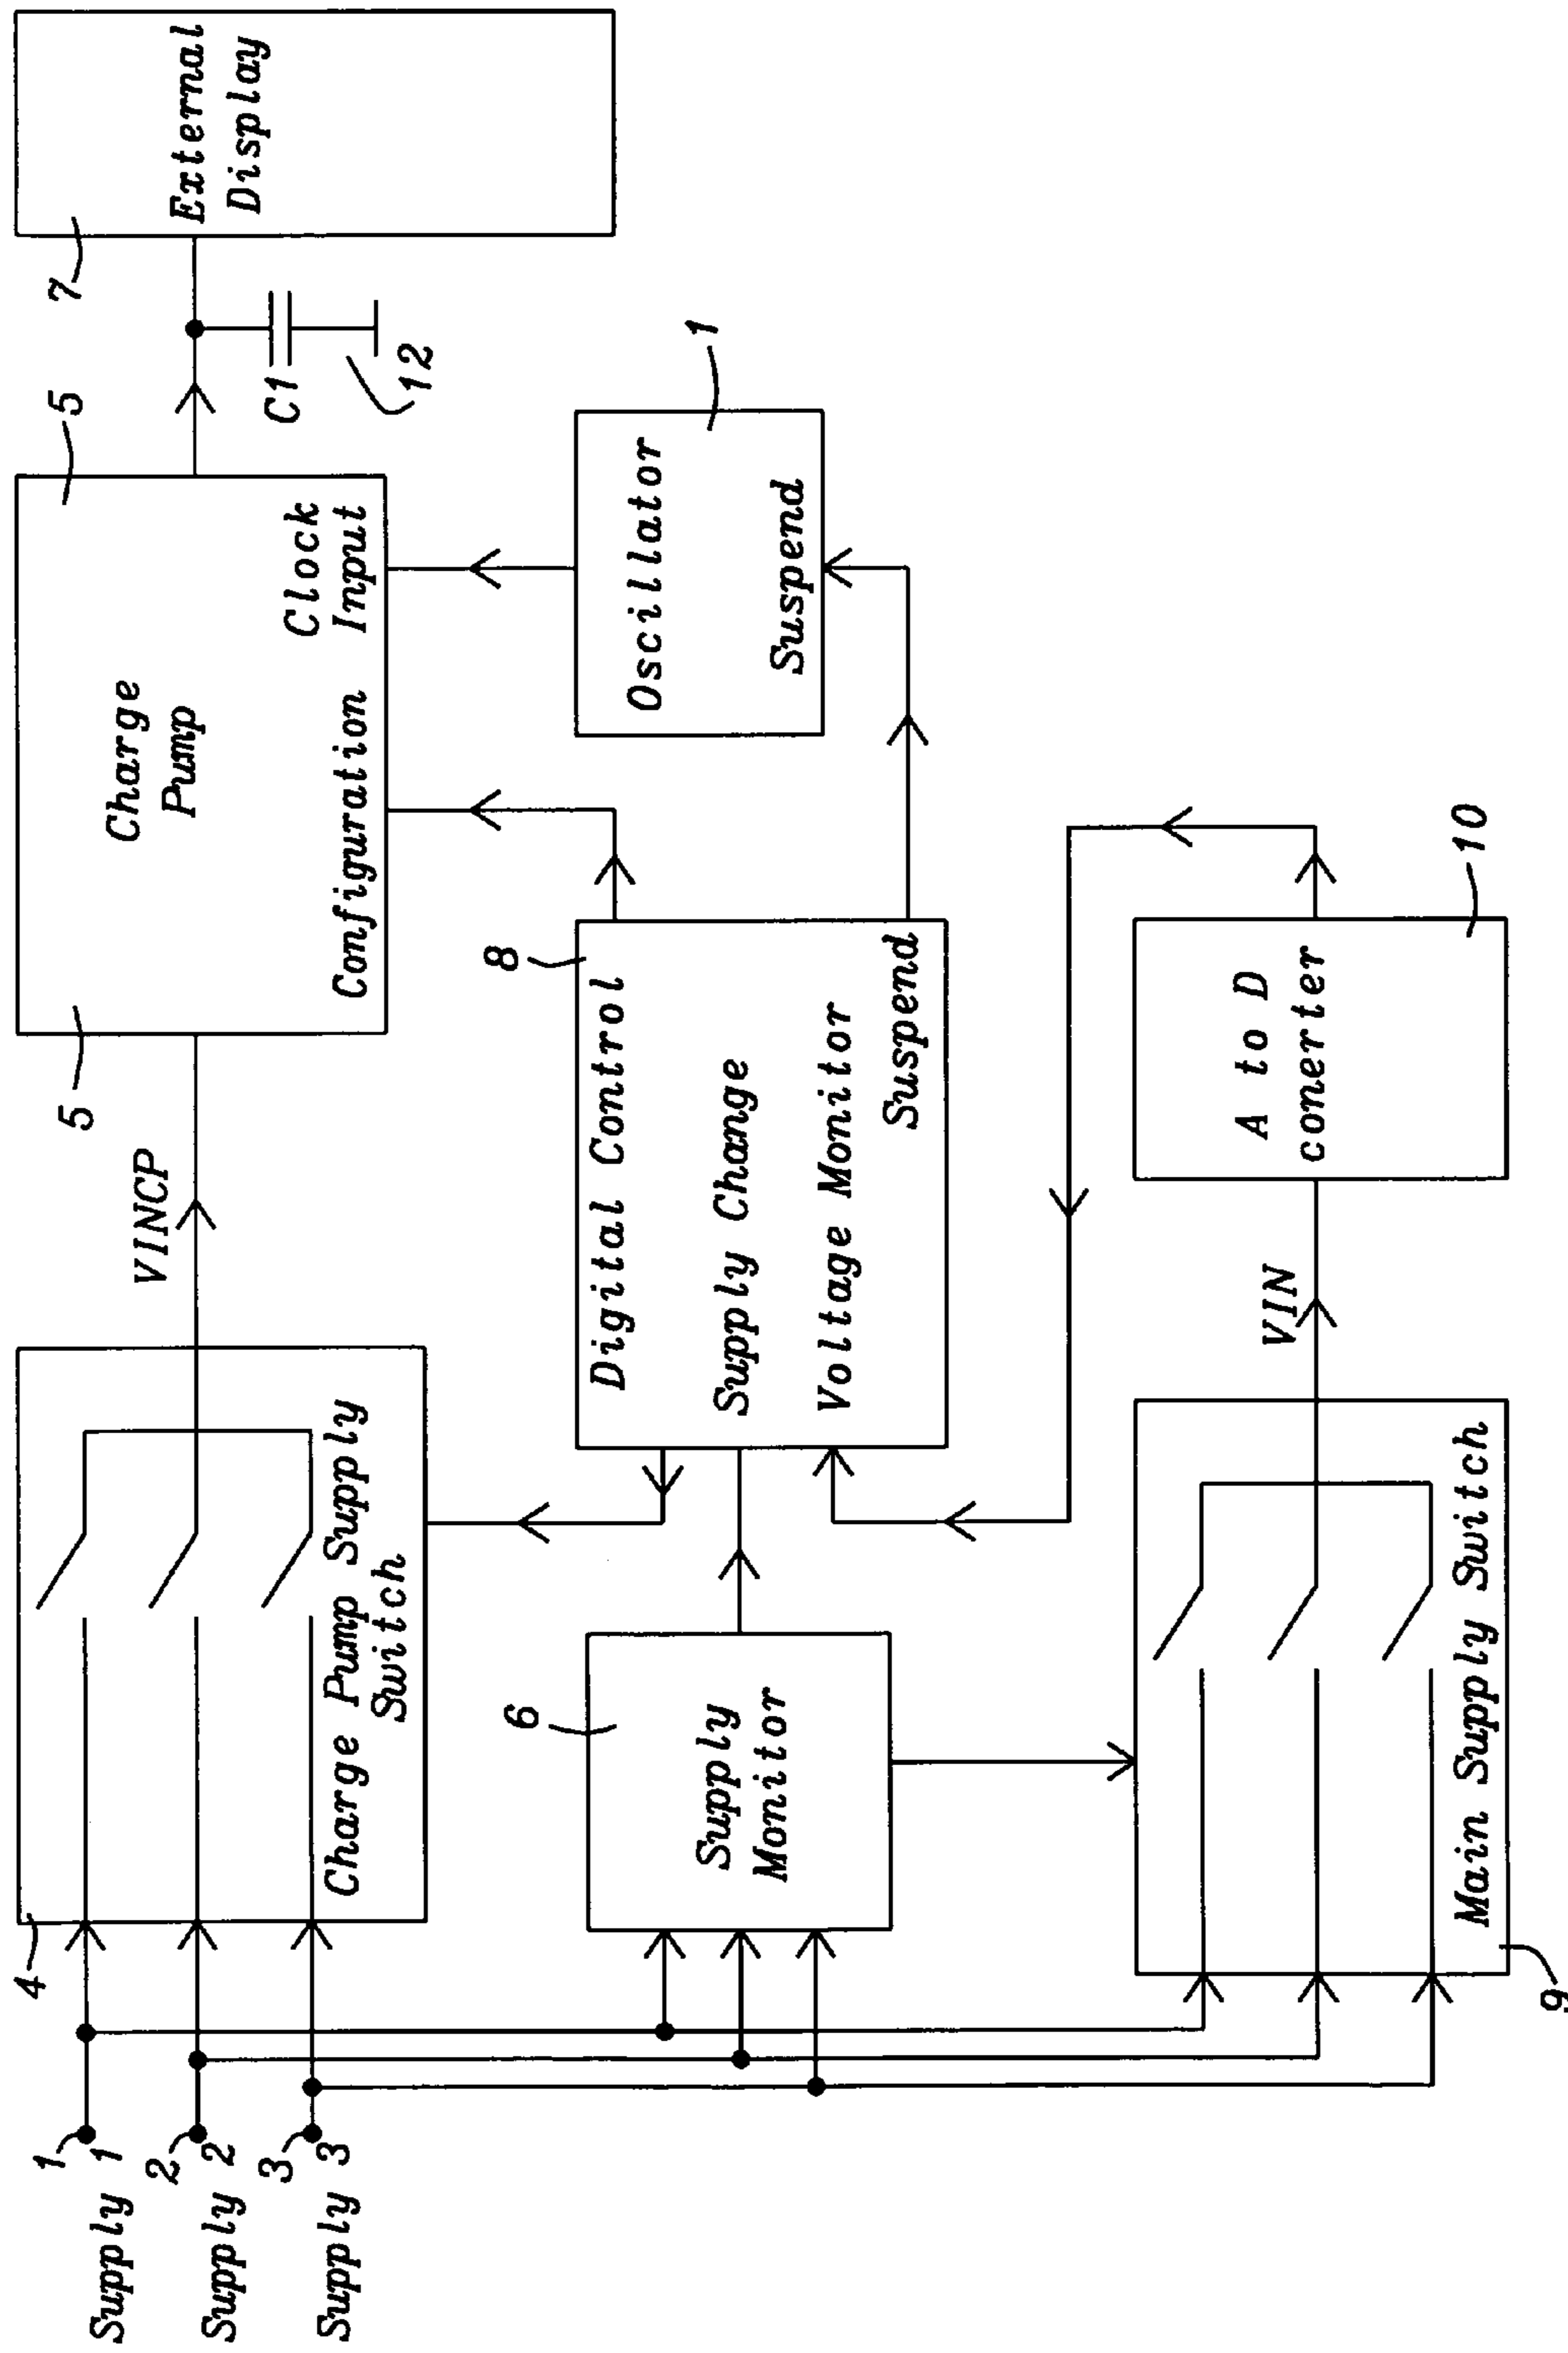 1
Supply 1
2
Supply 2
3
Supply 3
4
Charge Pump Supply
Switch
VINCP
5
5
Charge
Pump
Configuration
Clock
Input
7
External
Display
C1
12
6
Supply
Monitor
8
Digital Control
Supply Change
Voltage Monitor
Suspend
Oscillator
Suspend
1
9
Main Supply Switch
VIN
A to D
conerter
10